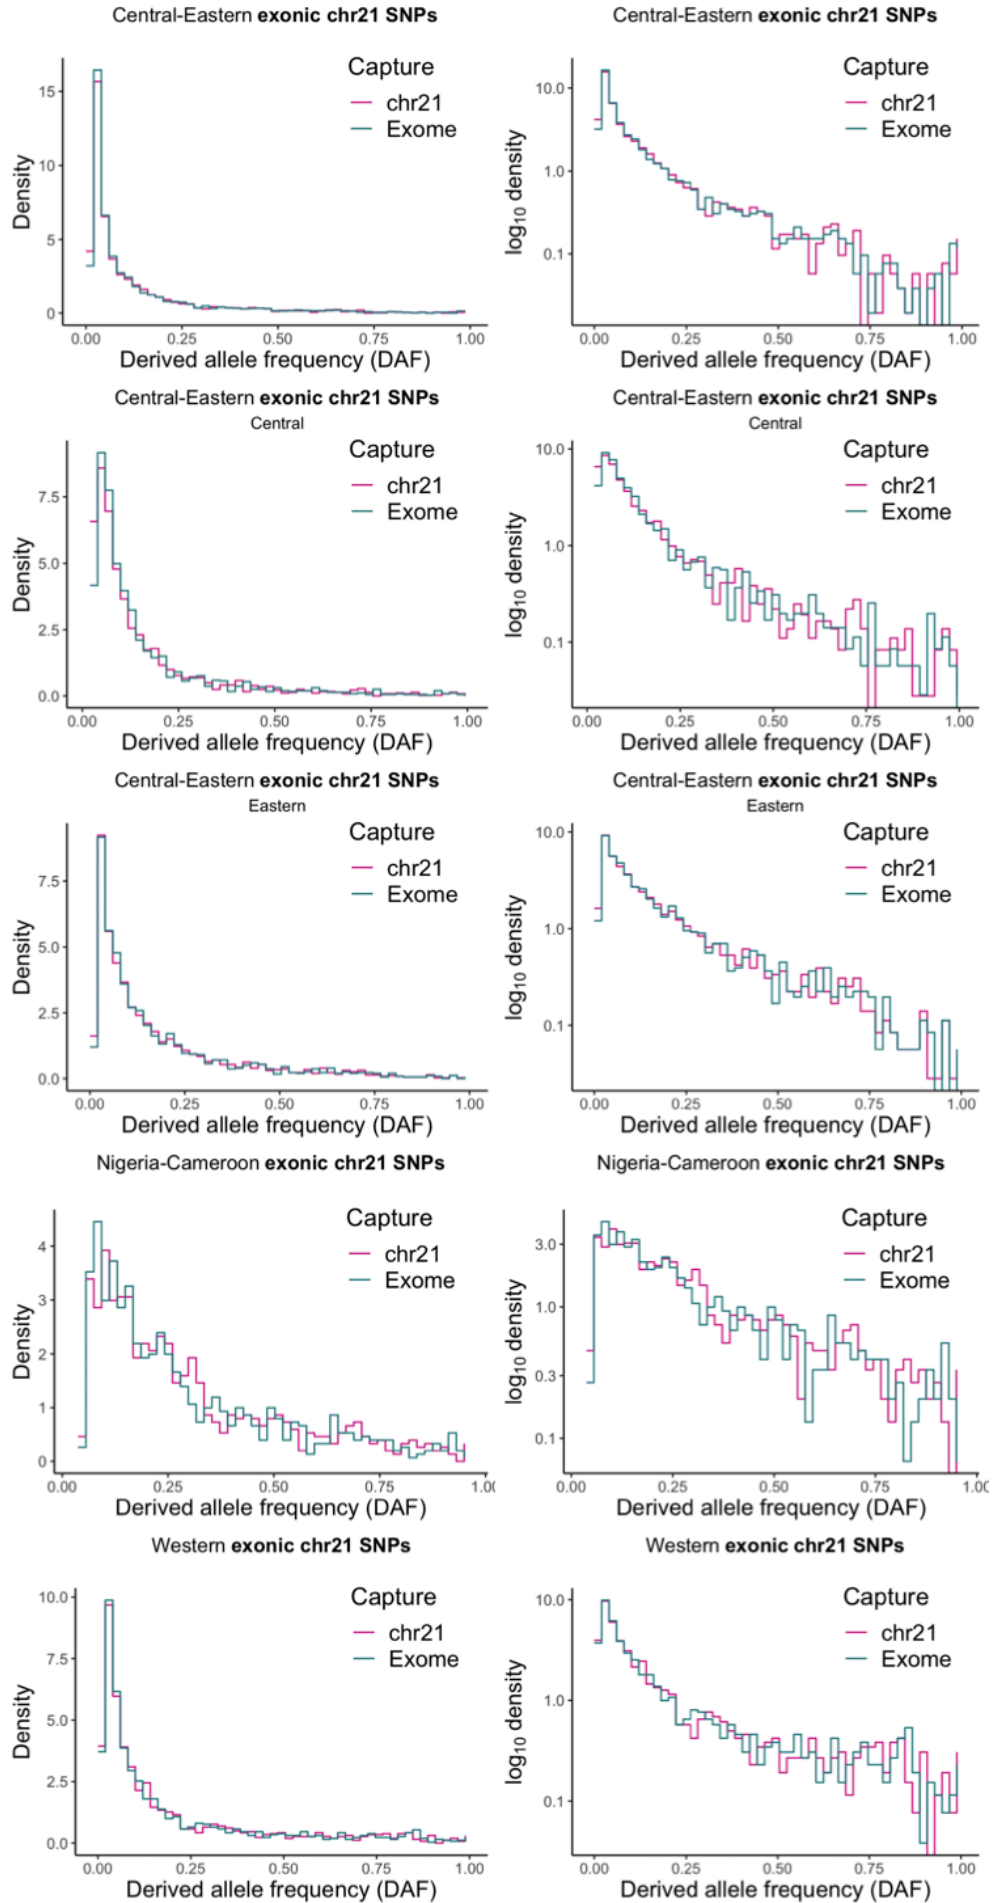 Central-Eastern exonic chr21 SNPs
Capture
chr21
Exome
15
10
5
0
Density
0.00 0.25 0.50 0.75 1.00
Derived allele frequency (DAF)
Central-Eastern exonic chr21 SNPs
Capture
chr21
Exome
10.0
1.0
0.1
log10 density
0.00 0.25 0.50 0.75 1.00
Derived allele frequency (DAF)
Central-Eastern exonic chr21 SNPs
Central
Capture
chr21
Exome
7.5
5.0
2.5
0.0
Density
0.00 0.25 0.50 0.75 1.00
Derived allele frequency (DAF)
Central-Eastern exonic chr21 SNPs
Central
Capture
chr21
Exome
10.0
1.0
0.1
log10 density
0.00 0.25 0.50 0.75 1.00
Derived allele frequency (DAF)
Central-Eastern exonic chr21 SNPs
Eastern
Capture
chr21
Exome
7.5
5.0
2.5
0.0
Density
0.00 0.25 0.50 0.75 1.00
Derived allele frequency (DAF)
Central-Eastern exonic chr21 SNPs
Eastern
Capture
chr21
Exome
10.0
1.0
0.1
log10 density
0.00 0.25 0.50 0.75 1.00
Derived allele frequency (DAF)
Nigeria-Cameroon exonic chr21 SNPs
Capture
chr21
Exome
4
3
2
1
0
Density
0.00 0.25 0.50 0.75 1.00
Derived allele frequency (DAF)
Nigeria-Cameroon exonic chr21 SNPs
Capture
chr21
Exome
3.0
1.0
0.3
0.1
log10 density
0.00 0.25 0.50 0.75 1.00
Derived allele frequency (DAF)
Western exonic chr21 SNPs
Capture
chr21
Exome
10.0
7.5
5.0
2.5
0.0
Density
0.00 0.25 0.50 0.75 1.00
Derived allele frequency (DAF)
Western exonic chr21 SNPs
Capture
chr21
Exome
10.0
1.0
0.1
log10 density
0.00 0.25 0.50 0.75 1.00
Derived allele frequency (DAF)